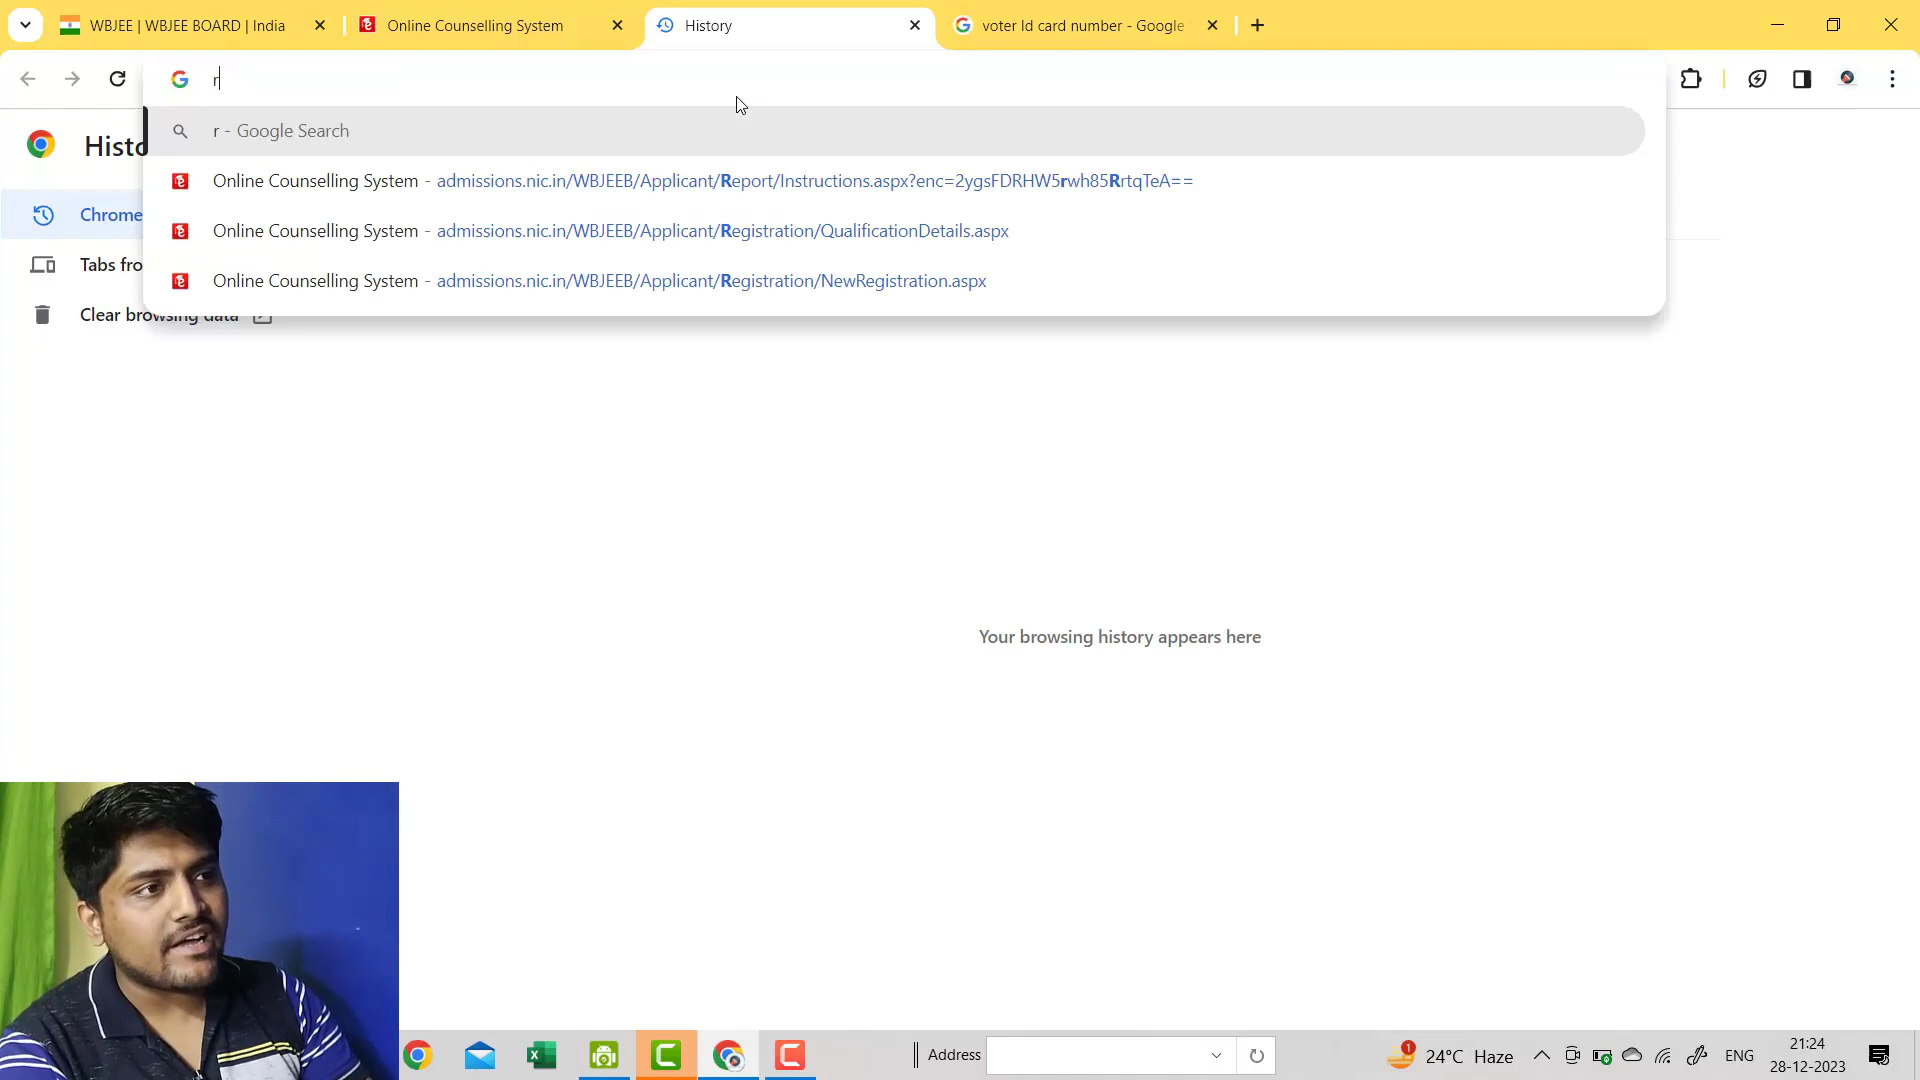 WBJEE | WBJEE BOARD | India
Online Counselling System
History
voter Id card number - Google
r
r - Google Search
Online Counselling System - admissions.nic.in/WBJEEB/Applicant/Report/Instructions.aspx?enc=2ygsFDRHW5rwh85RrtqTeA==
Online Counselling System - admissions.nic.in/WBJEEB/Applicant/Registration/QualificationDetails.aspx
Online Counselling System - admissions.nic.in/WBJEEB/Applicant/Registration/NewRegistration.aspx
Histo
Chrome
Tabs fro
Clear browsing data
Your browsing history appears here
Address
1
24°C Haze
ENG
21:24
28-12-2023